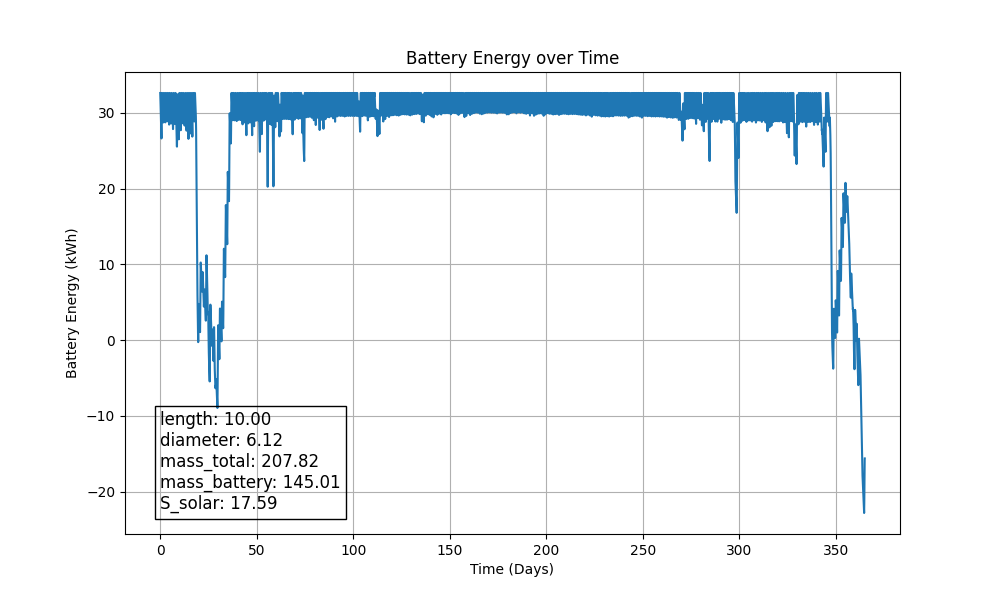 Battery Energy over Time
Battery Energy (kWh)
30
20
10
0
−10
−20
length: 10.00
diameter: 6.12
mass_total: 207.82
mass_battery: 145.01
S_solar: 17.59
0 50 100 150 200 250 300 350
Time (Days)